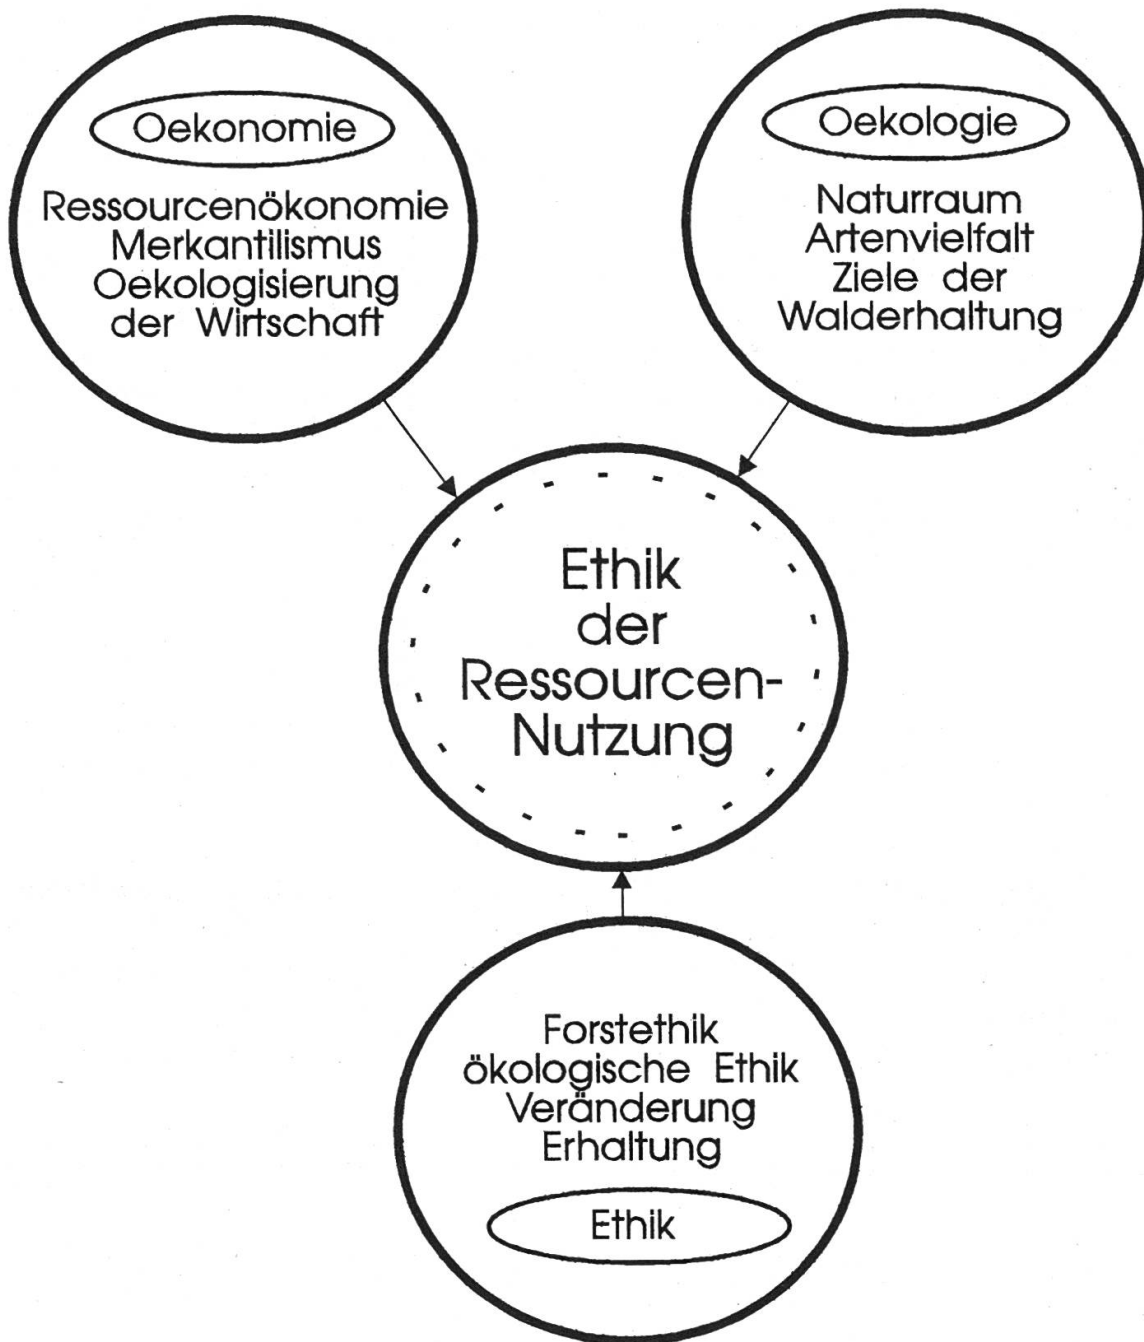 Oekonomie
Ressourcenökonomie
Merkantilismus
Oekologisierung
der Wirtschaft
Oekologie
Naturraum
Artenvielfalt
Ziele der
Walderhaltung
Ethik
der
Ressourcen-
Nutzung
Forstethik
ökologische Ethik
Veränderung
Erhaltung
Ethik